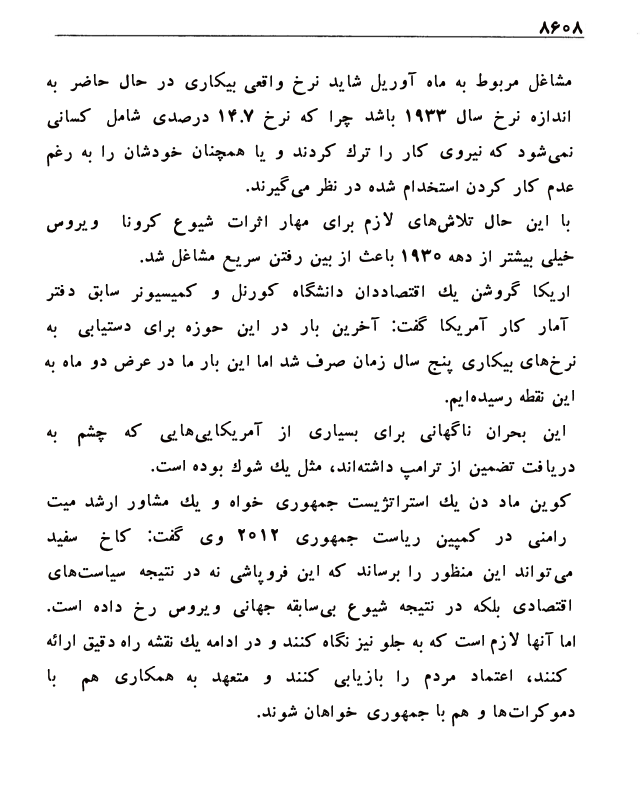 ۸۶۰۸
مشاغل مربوط به ماه آوریل شاید نرخ واقعی بیکاری در حال حاضر به
اندازه نرخ سال ۱۹۳۳ باشد چرا که نرخ ۱۴.۷ درصدی شامل کسانی
نمی‌شود که نیروی کار را ترك کردند و یا همچنان خودشان را به رغم
عدم کار کردن استخدام شده در نظر می‌گیرند.
با این حال تلاش‌های لازم برای مهار اثرات شیوع کرونا ویروس
خیلی بیشتر از دهه ۱۹۳۰ باعث از بین رفتن سریع مشاغل شد.
اریکا گروشن یك اقتصاددان دانشگاه کورنل و کمیسیونر سابق دفتر
آمار کار آمریکا گفت: آخرین بار در این حوزه برای دستیابی به
نرخ‌های بیکاری پنج سال زمان صرف شد اما این بار ما در عرض دو ماه به
این نقطه رسیده‌ایم.
این بحران ناگهانی برای بسیاری از آمریکایی‌هایی که چشم به
دریافت تضمین از ترامپ داشته‌اند، مثل یك شوك بوده است.
کوین ماد دن یك استراتژیست جمهوری خواه و یك مشاور ارشد میت
رامنی در کمپین ریاست جمهوری ۲۰۱۲ وی گفت: کاخ سفید
می‌تواند این منظور را برساند که این فروپاشی نه در نتیجه سیاست‌های
اقتصادی بلکه در نتیجه شیوع بی‌سابقه جهانی ویروس رخ داده است.
اما آنها لازم است که به جلو نیز نگاه کنند و در ادامه یك نقشه راه دقیق ارائه
کنند، اعتماد مردم را بازیابی کنند و متعهد به همکاری هم با
دموکرات‌ها و هم با جمهوری خواهان شوند.